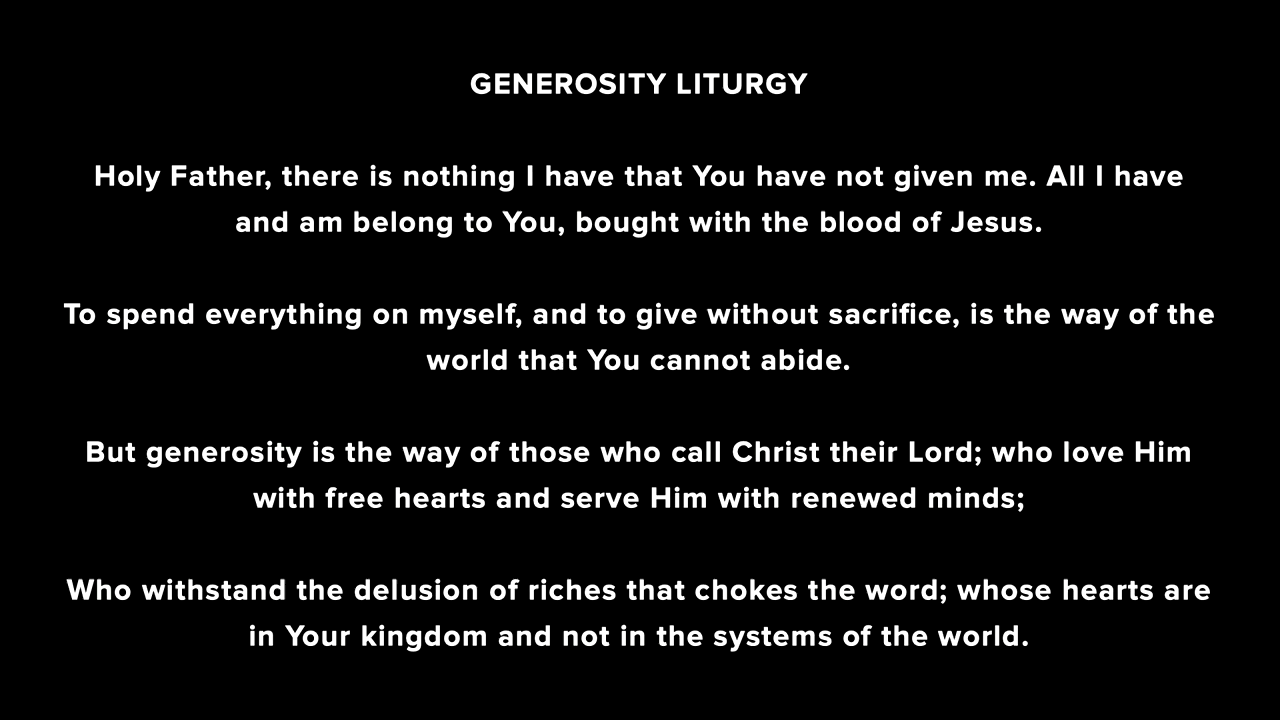 GENEROSITY LITURGY
Holy Father, there is nothing I have that You have not given me. All I have
and am belong to You, bought with the blood of Jesus.
To spend everything on myself, and to give without sacrifice, is the way of the
world that You cannot abide.
But generosity is the way of those who call Christ their Lord; who love Him
with free hearts and serve Him with renewed minds;
Who withstand the delusion of riches that chokes the word; whose hearts are
in Your kingdom and not in the systems of the world.